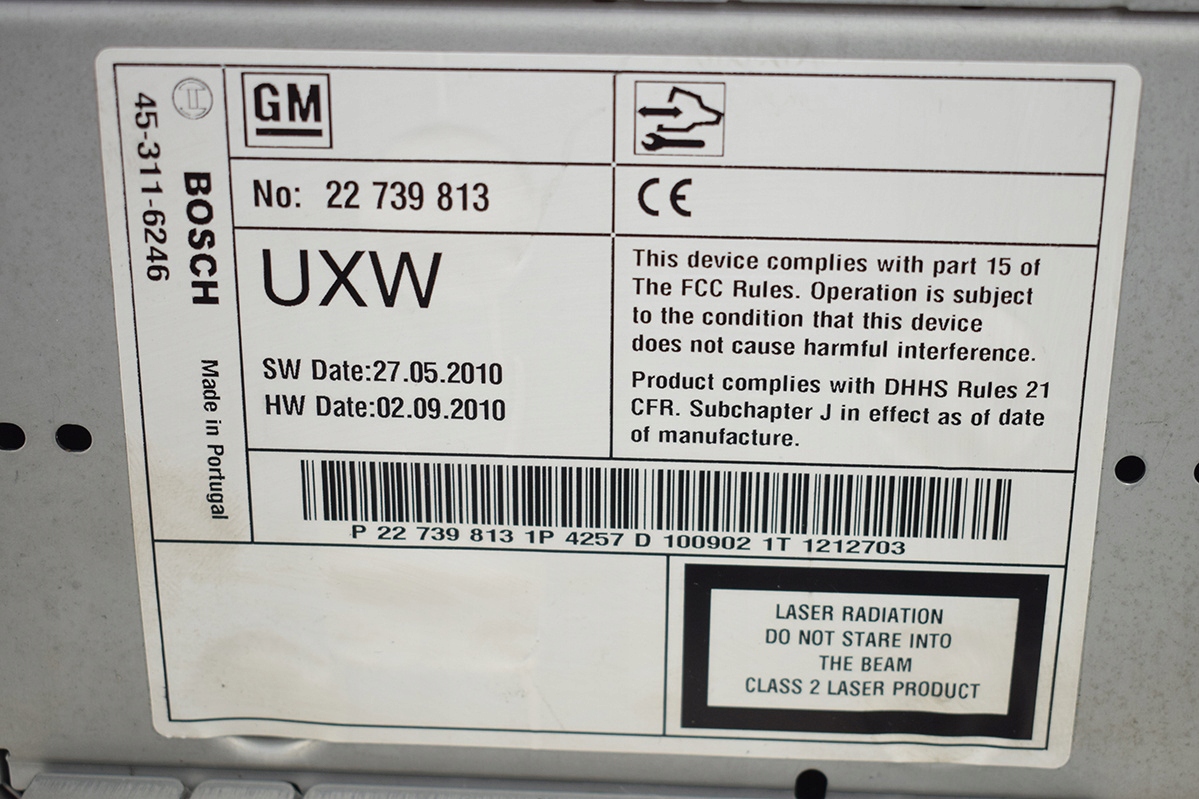 45-311-6246
BOSCH
Made in Portugal
GM
No: 22 739 813
CE
UXW
SW Date:27.05.2010
HW Date:02.09.2010
This device complies with part 15 of
The FCC Rules. Operation is subject
to the condition that this device
does not cause harmful interference.
Product complies with DHHS Rules 21
CFR. Subchapter J in effect as of date
of manufacture.
P 22 739 813 1P 4257 D 100902 1T 1212703
LASER RADIATION
DO NOT STARE INTO
THE BEAM
CLASS 2 LASER PRODUCT